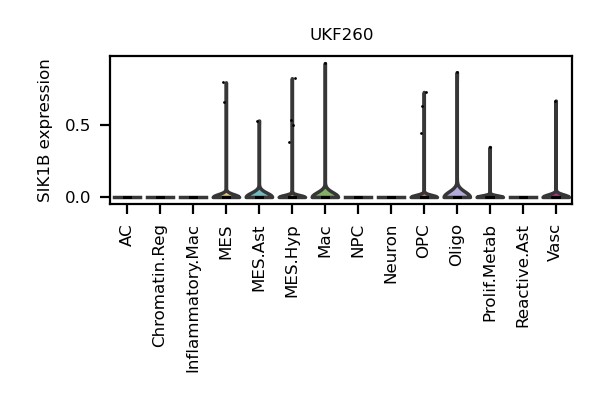 UKF260
SIK1B expression
0.5
0.0
AC
Chromatin.Reg
Inflammatory.Mac
MES
MES.Ast
MES.Hyp
Mac
NPC
Neuron
OPC
Oligo
Prolif.Metab
Reactive.Ast
Vasc